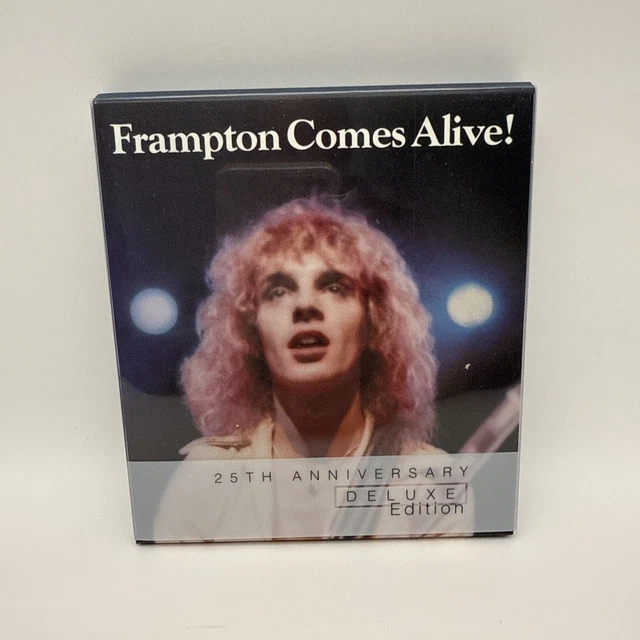 Frampton Comes Alive!
25TH ANNIVERSARY
DELUXE
Edition